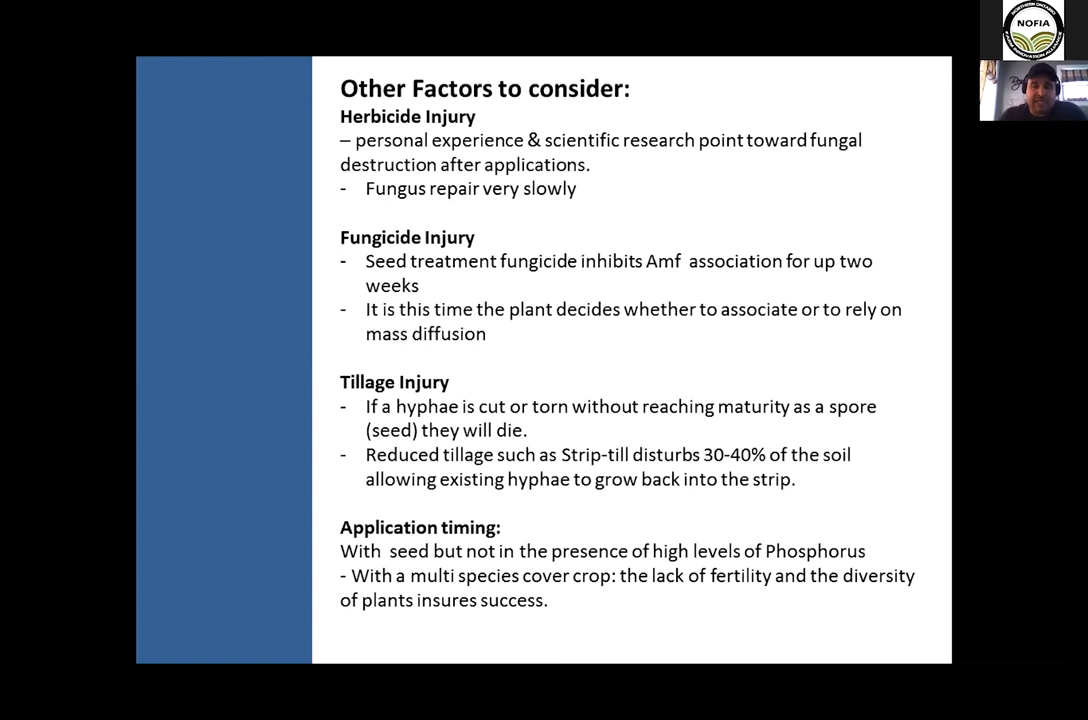 Other Factors to consider:
Herbicide Injury
– personal experience & scientific research point toward fungal
destruction after applications.
- Fungus repair very slowly
Fungicide Injury
- Seed treatment fungicide inhibits Amf association for up two
weeks
- It is this time the plant decides whether to associate or to rely on
mass diffusion
Tillage Injury
- If a hyphae is cut or torn without reaching maturity as a spore
(seed) they will die.
- Reduced tillage such as Strip-till disturbs 30-40% of the soil
allowing existing hyphae to grow back into the strip.
Application timing:
With seed but not in the presence of high levels of Phosphorus
- With a multi species cover crop: the lack of fertility and the diversity
of plants insures success.
NORTHERN ONTARIO
NOFIA
FARM INNOVATION ALLIANCE